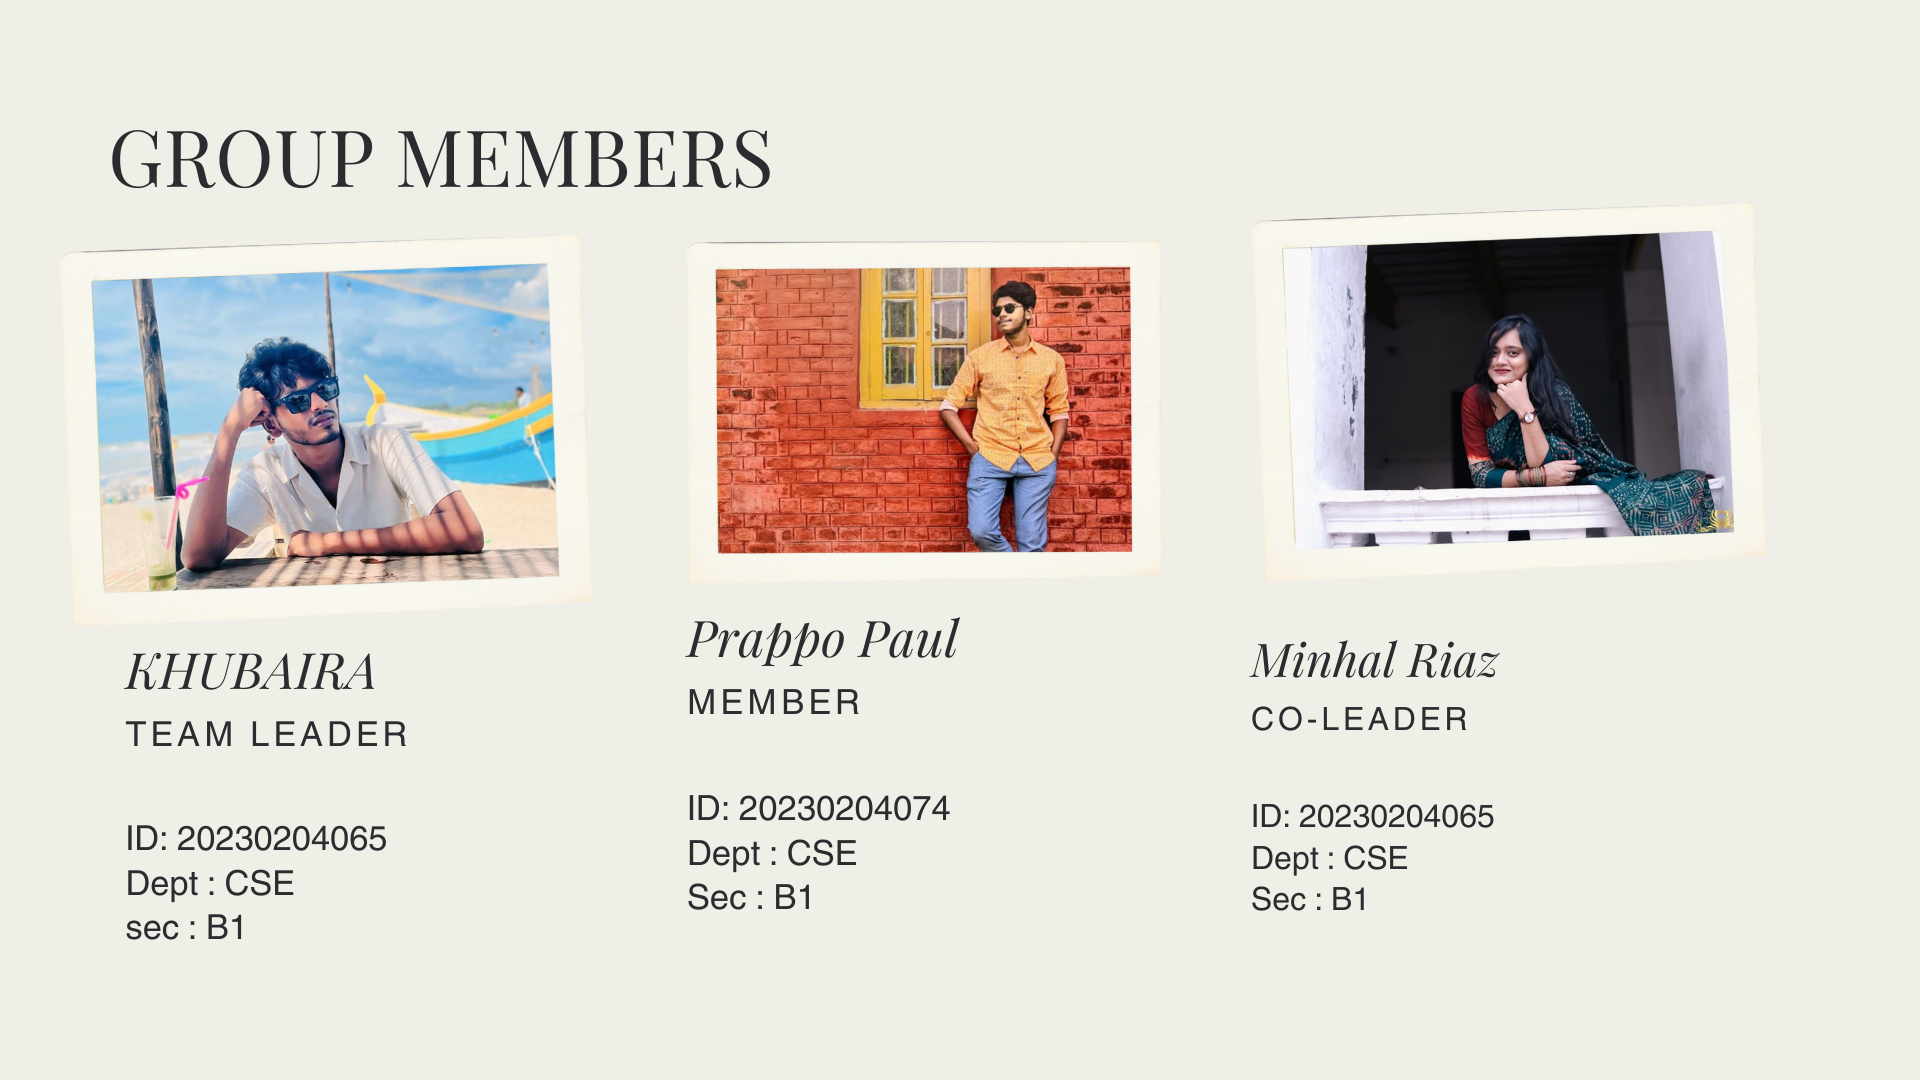 GROUP MEMBERS
KHUBAIRA
TEAM LEADER
ID: 20230204065
Dept : CSE
sec : B1
Prappo Paul
MEMBER
ID: 20230204074
Dept : CSE
Sec : B1
Minhal Riaz
CO-LEADER
ID: 20230204065
Dept : CSE
Sec : B1